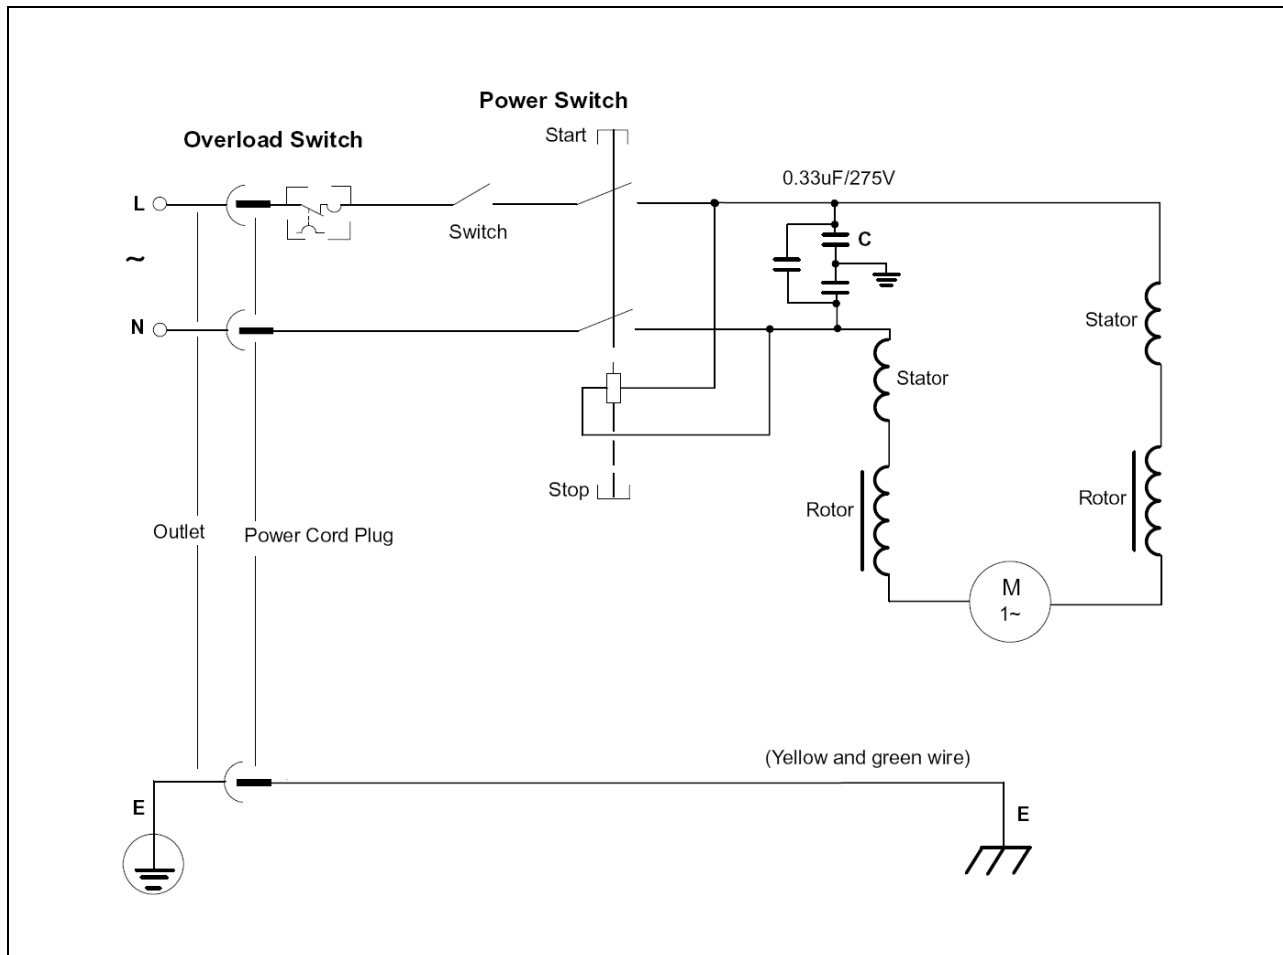 Power Switch
Start
Overload Switch
0.33uF/275V
L
Switch
C
~
N
Stator
Stator
Rotor
Rotor
Stop
Outlet
Power Cord Plug
M
1~
(Yellow and green wire)
E
E